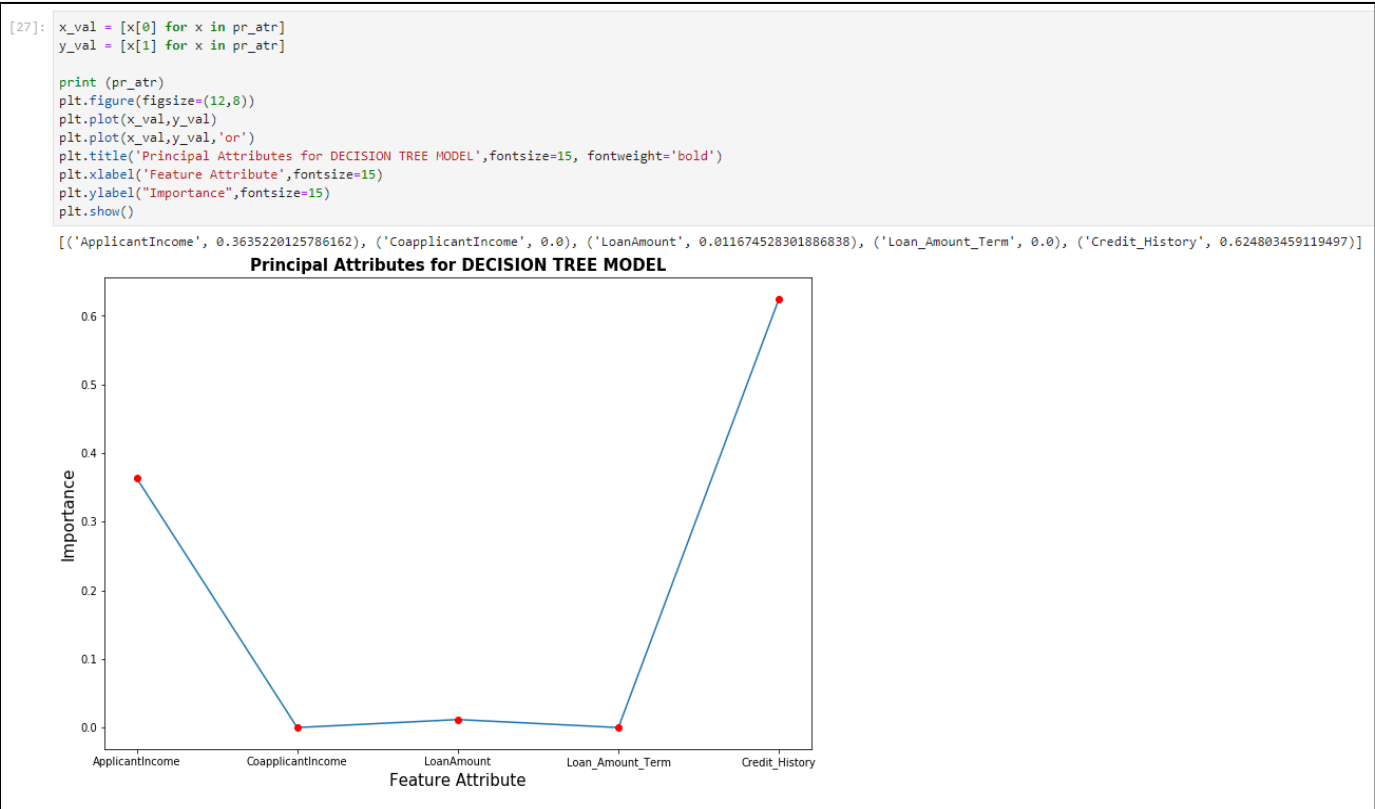 [27]: x_val = [x[0] for x in pr_atr]
y_val = [x[1] for x in pr_atr]
print (pr_atr)
plt.figure(figsize=(12,8))
plt.plot(x_val,y_val)
plt.plot(x_val,y_val,'or')
plt.title('Principal Attributes for DECISION TREE MODEL',fontsize=15, fontweight='bold')
plt.xlabel('Feature Attribute',fontsize=15)
plt.ylabel("Importance",fontsize=15)
plt.show()
[('ApplicantIncome', 0.3635220125786162), ('CoapplicantIncome', 0.0), ('LoanAmount', 0.011674528301886838), ('Loan_Amount_Term', 0.0), ('Credit_History', 0.624803459119497)]
Principal Attributes for DECISION TREE MODEL
0.6
0.5
0.4
0.3
0.2
0.1
0.0
Importance
ApplicantIncome CoapplicantIncome LoanAmount Loan_Amount_Term Credit_History
Feature Attribute